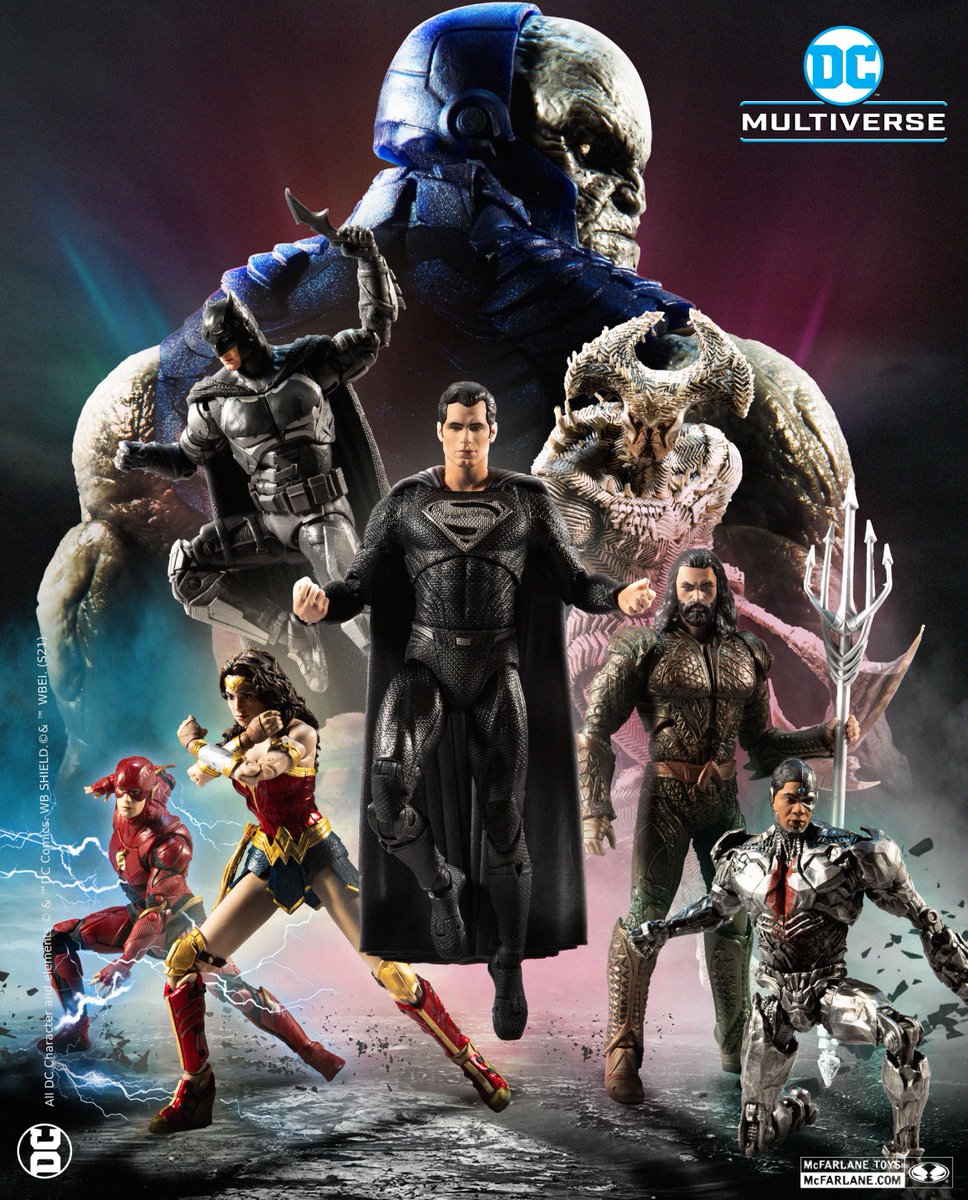 DC
MULTIVERSE
All DC Character and elements © & ™ DC Comics. WB SHIELD: ©& ™ WBEI. (S21)
DC
McFARLANE TOYS
McFARLANE.COM